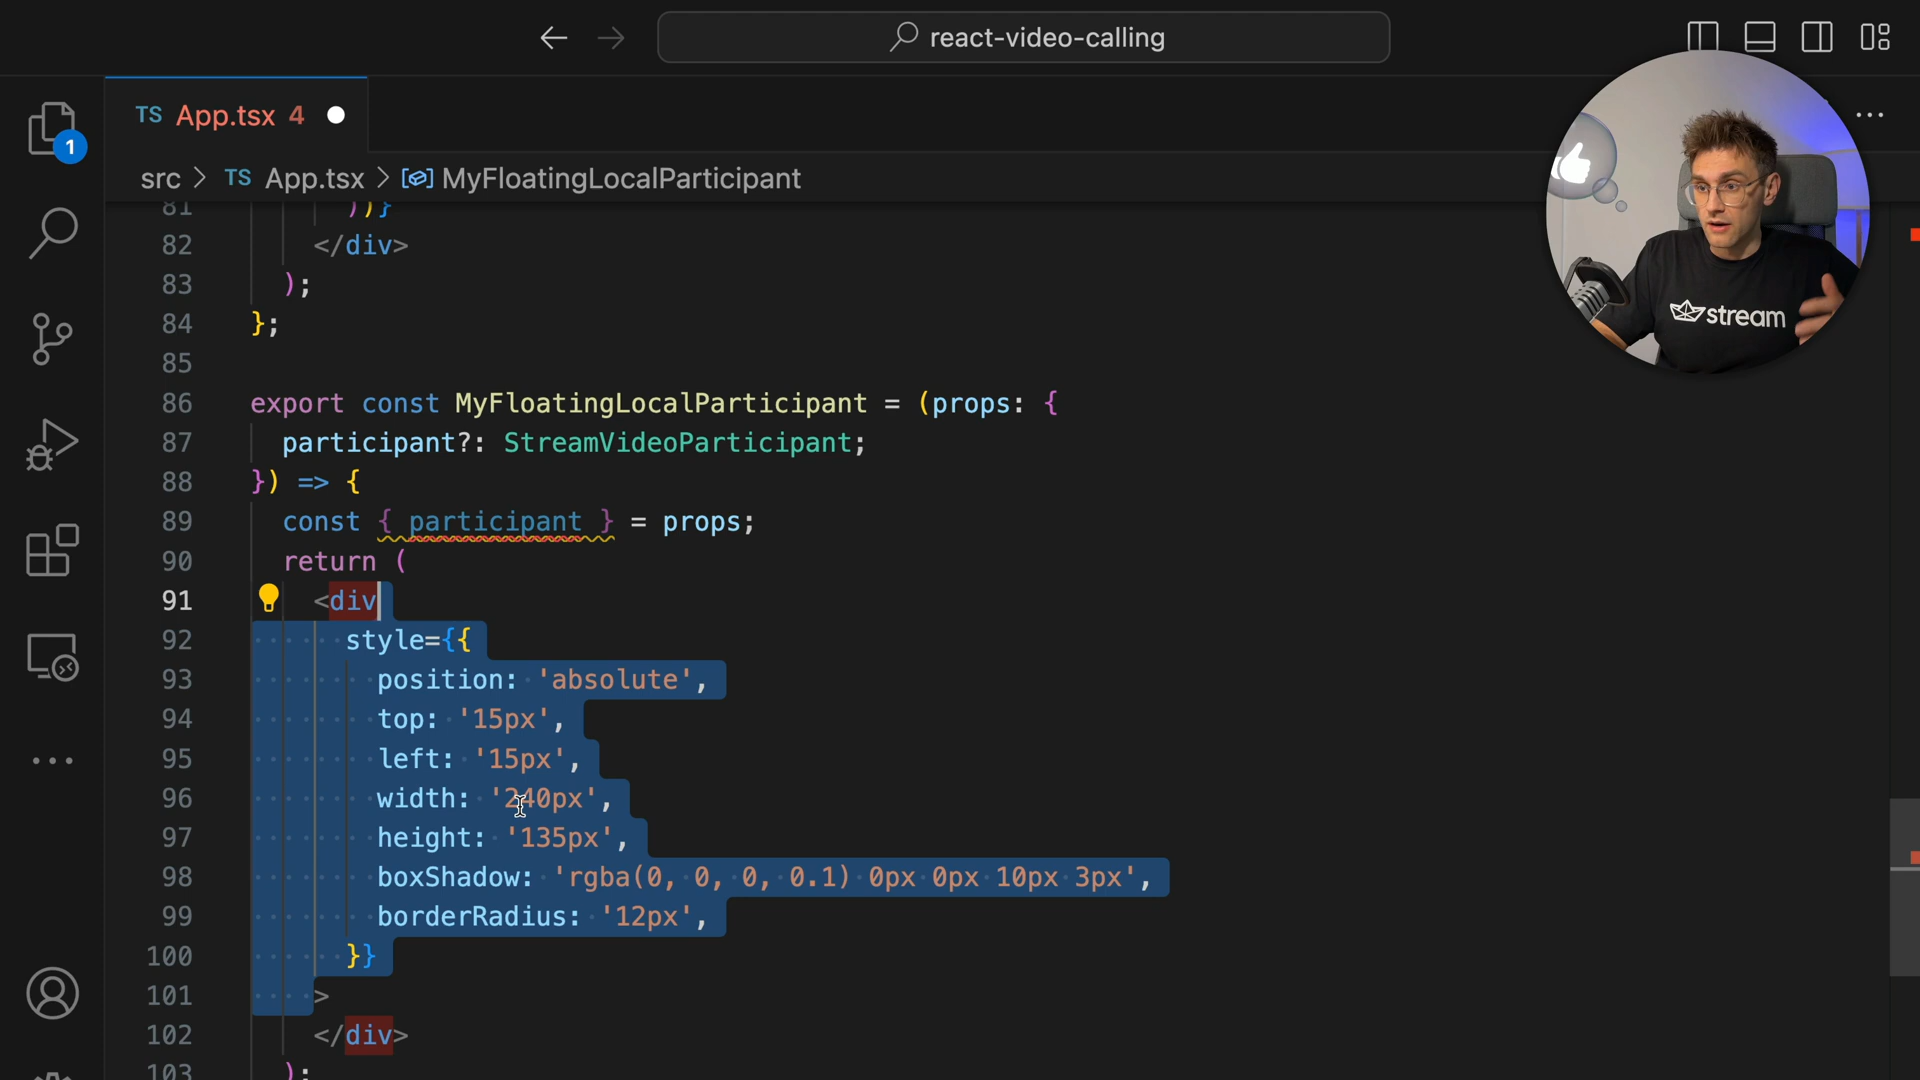 react-video-calling
TS App.tsx 4
1
src > TS App.tsx > MyFloatingLocalParticipant
81 ))}
82 </div>
83 );
84 };
85
86 export const MyFloatingLocalParticipant = (props: {
87 participant?: StreamVideoParticipant;
88 }) => {
89 const { participant } = props;
90 return (
91 <div
92 style={{
93 position: 'absolute',
94 top: '15px',
95 left: '15px',
96 width: '240px',
97 height: '135px',
98 boxShadow: 'rgba(0, 0, 0, 0.1) 0px 0px 10px 3px',
99 borderRadius: '12px',
100 }}
101 >
102 </div>
103 );
stream